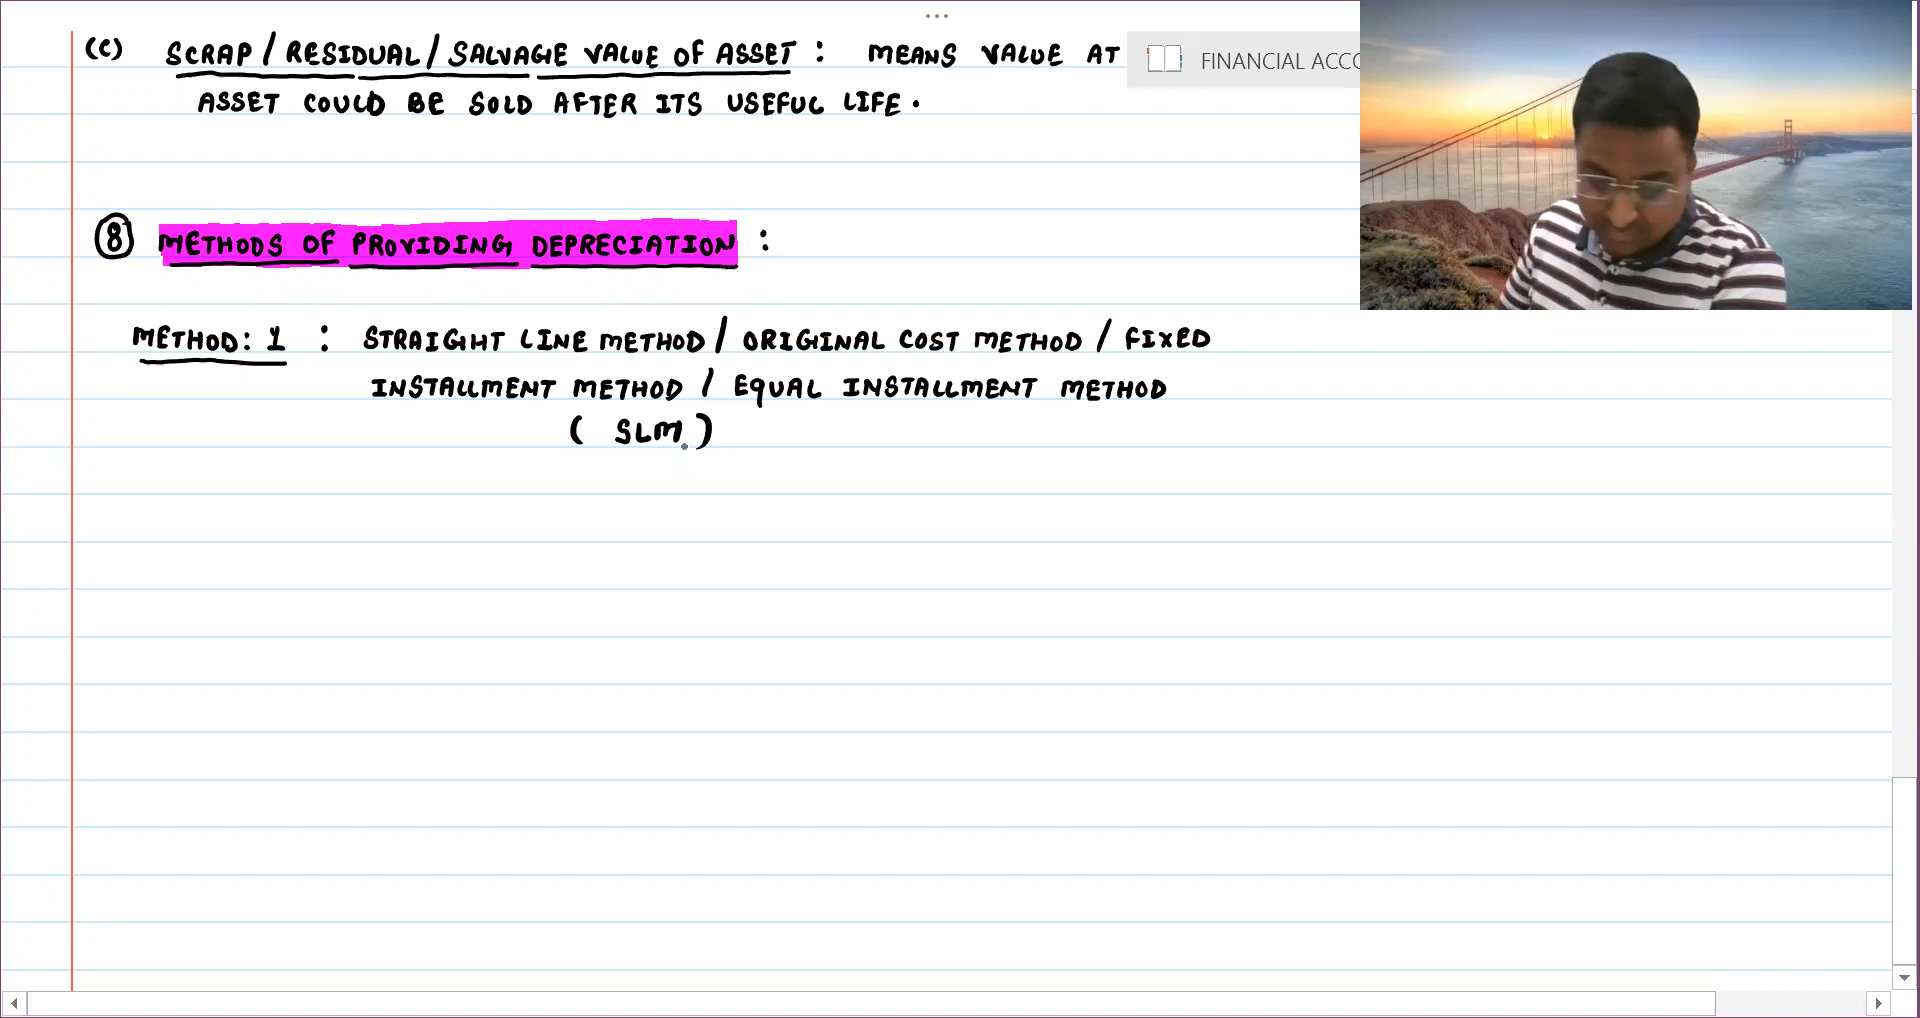 (C) SCRAP / RESIDUAL / SALVAGE VALUE OF ASSET : MEANS VALUE AT
FINANCIAL ACCO
ASSET COULD BE SOLD AFTER ITS USEFUL LIFE .
(8) METHODS OF PROVIDING DEPRECIATION :
METHOD: 1 : STRAIGHT LINE METHOD / ORIGINAL COST METHOD / FIXED
INSTALLMENT METHOD / EQUAL INSTALLMENT METHOD
( SLM )